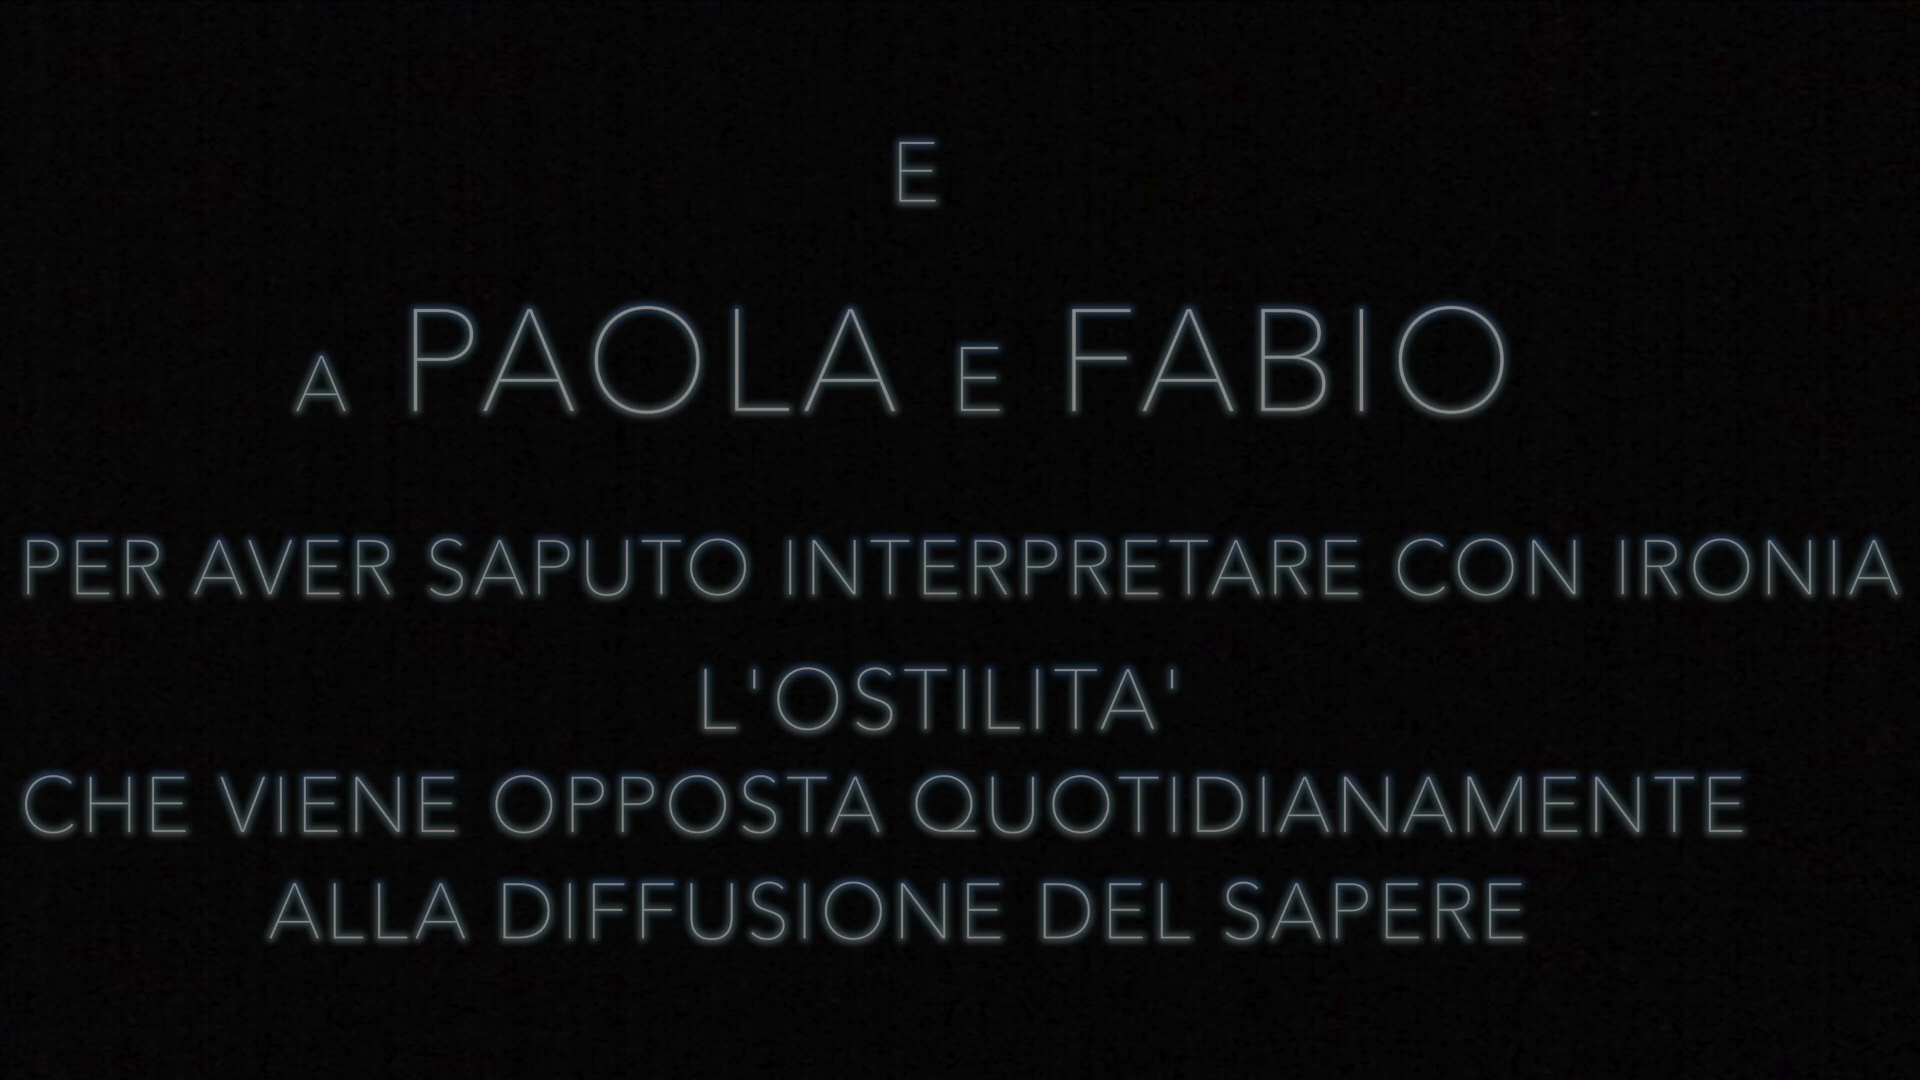 E
A PAOLA E FABIO
PER AVER SAPUTO INTERPRETARE CON IRONIA
L'OSTILITA'
CHE VIENE OPPOSTA QUOTIDIANAMENTE
ALLA DIFFUSIONE DEL SAPERE